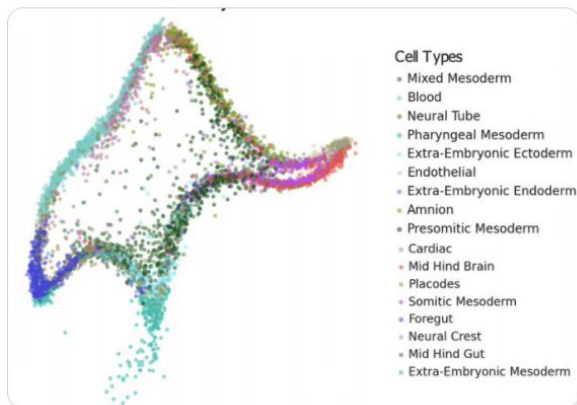 Cell Types
Mixed Mesoderm
Blood
Neural Tube
Pharyngeal Mesoderm
Extra-Embryonic Ectoderm
Endothelial
Extra-Embryonic Endoderm
Amnion
Presomitic Mesoderm
Cardiac
Mid Hind Brain
Placodes
Somitic Mesoderm
Foregut
Neural Crest
Mid Hind Gut
Extra-Embryonic Mesoderm